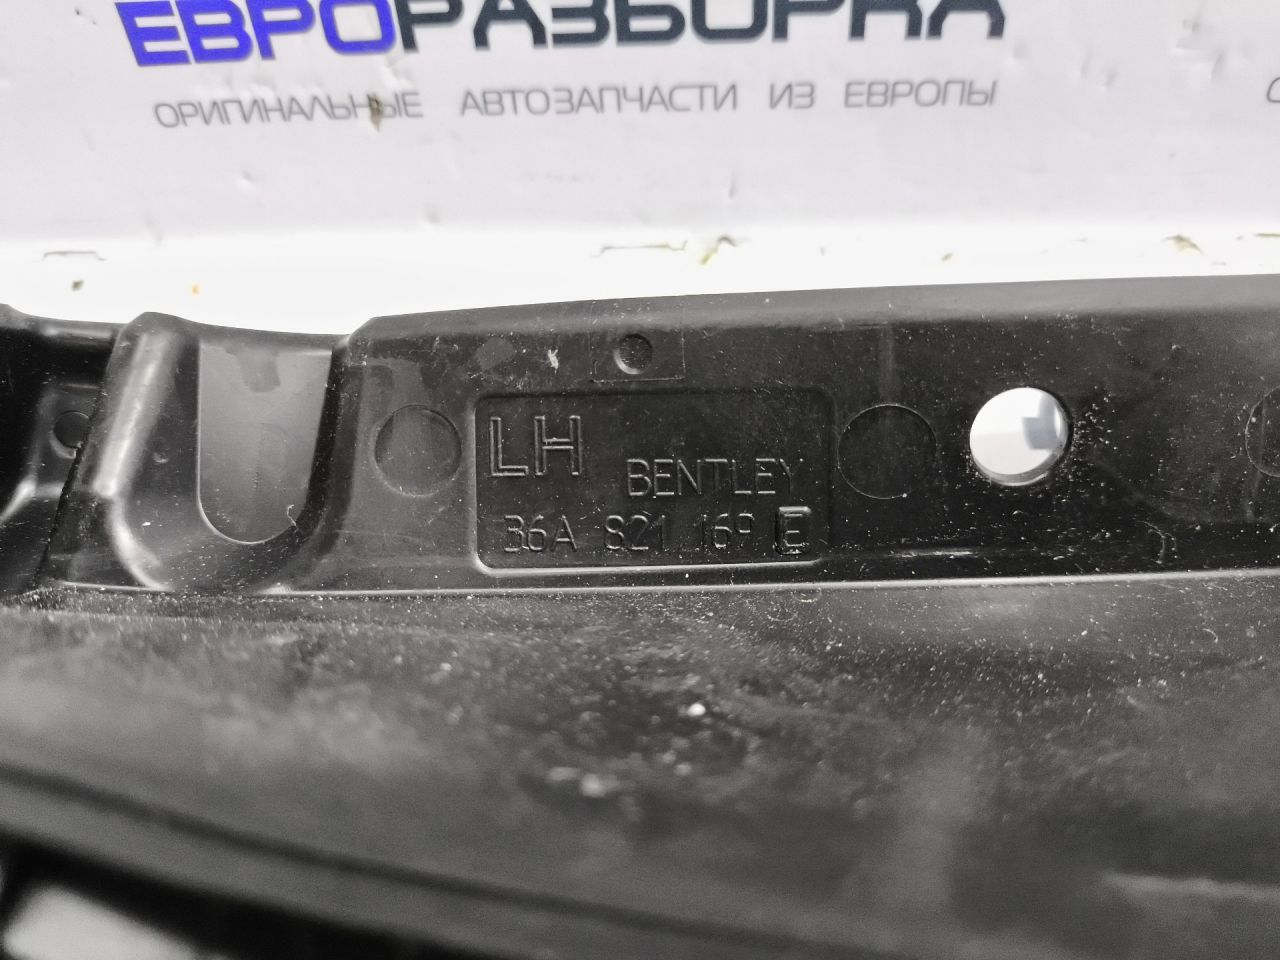 ЕВРОРАЗБОРКА
ОРИГИНАЛЬНЫЕ АВТОЗАПЧАСТИ ИЗ ЕВРОПЫ
LH
BENTLEY
36A 821 169 E